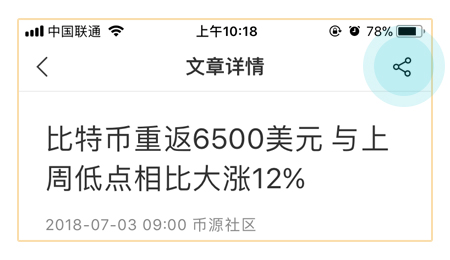 中国联通 上午10:18 78%
文章详情
比特币重返6500美元 与上
周低点相比大涨12%
2018-07-03 09:00 币源社区